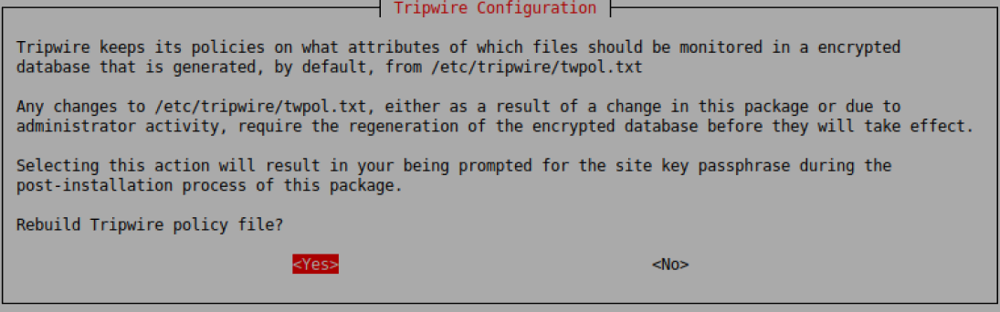 Tripwire Configuration
Tripwire keeps its policies on what attributes of which files should be monitored in a encrypted
database that is generated, by default, from /etc/tripwire/twpol.txt
Any changes to /etc/tripwire/twpol.txt, either as a result of a change in this package or due to
administrator activity, require the regeneration of the encrypted database before they will take effect.
Selecting this action will result in your being prompted for the site key passphrase during the
post-installation process of this package.
Rebuild Tripwire policy file?
<Yes> <No>